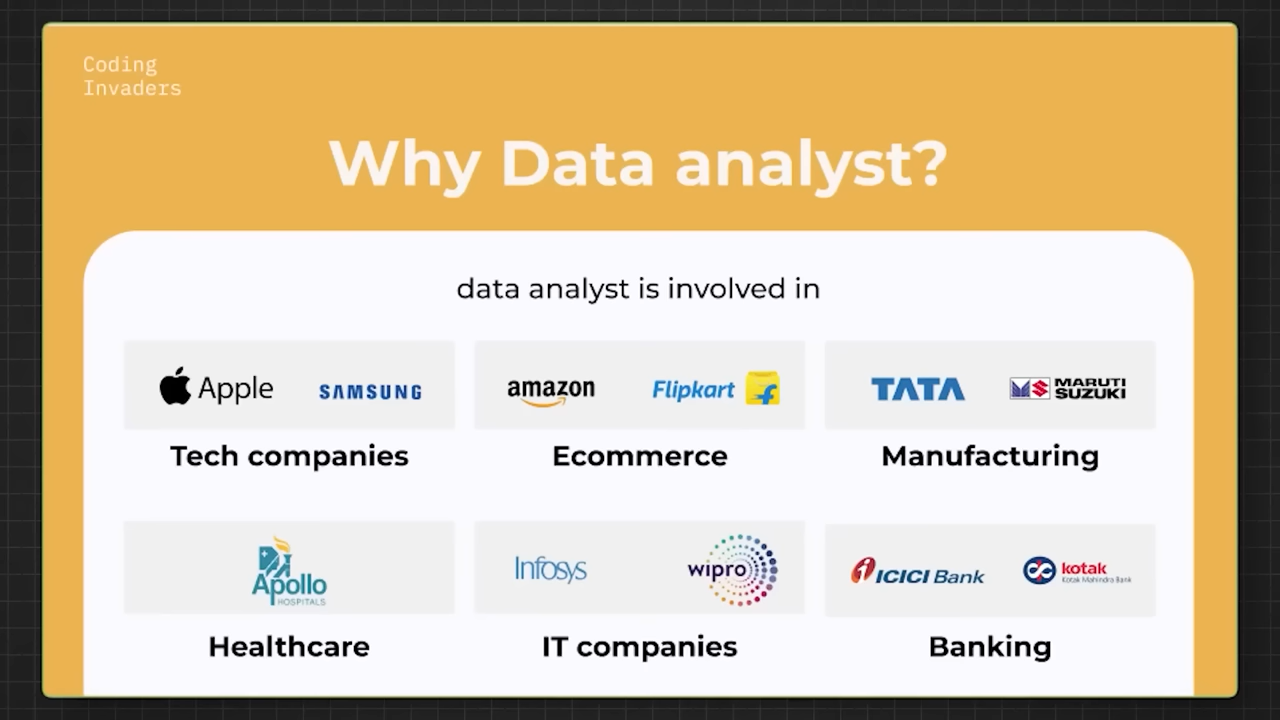 Coding
Invaders
Why Data analyst?
data analyst is involved in
Apple SAMSUNG
amazon Flipkart
TATA MARUTI SUZUKI
Tech companies Ecommerce Manufacturing
Apollo HOSPITALS
Infosys wipro
ICICI Bank kotak Kotak Mahindra Bank
Healthcare IT companies Banking